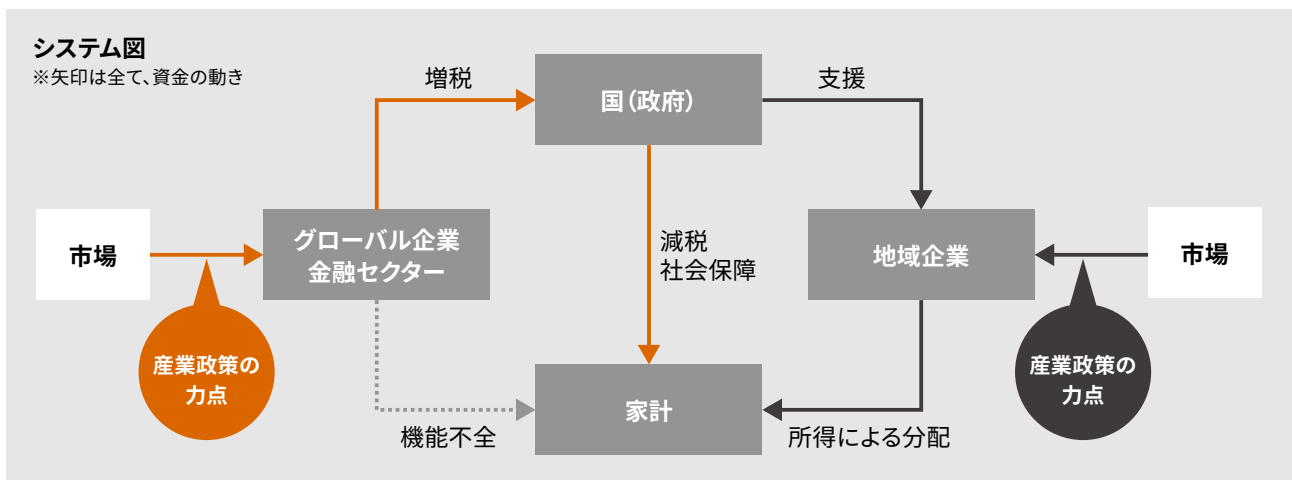 システム図
※矢印は全て、資金の動き
増税
国（政府）
支援
市場
グローバル企業
金融セクター
減税
社会保障
地域企業
市場
産業政策の
力点
産業政策の
力点
機能不全
家計
所得による分配